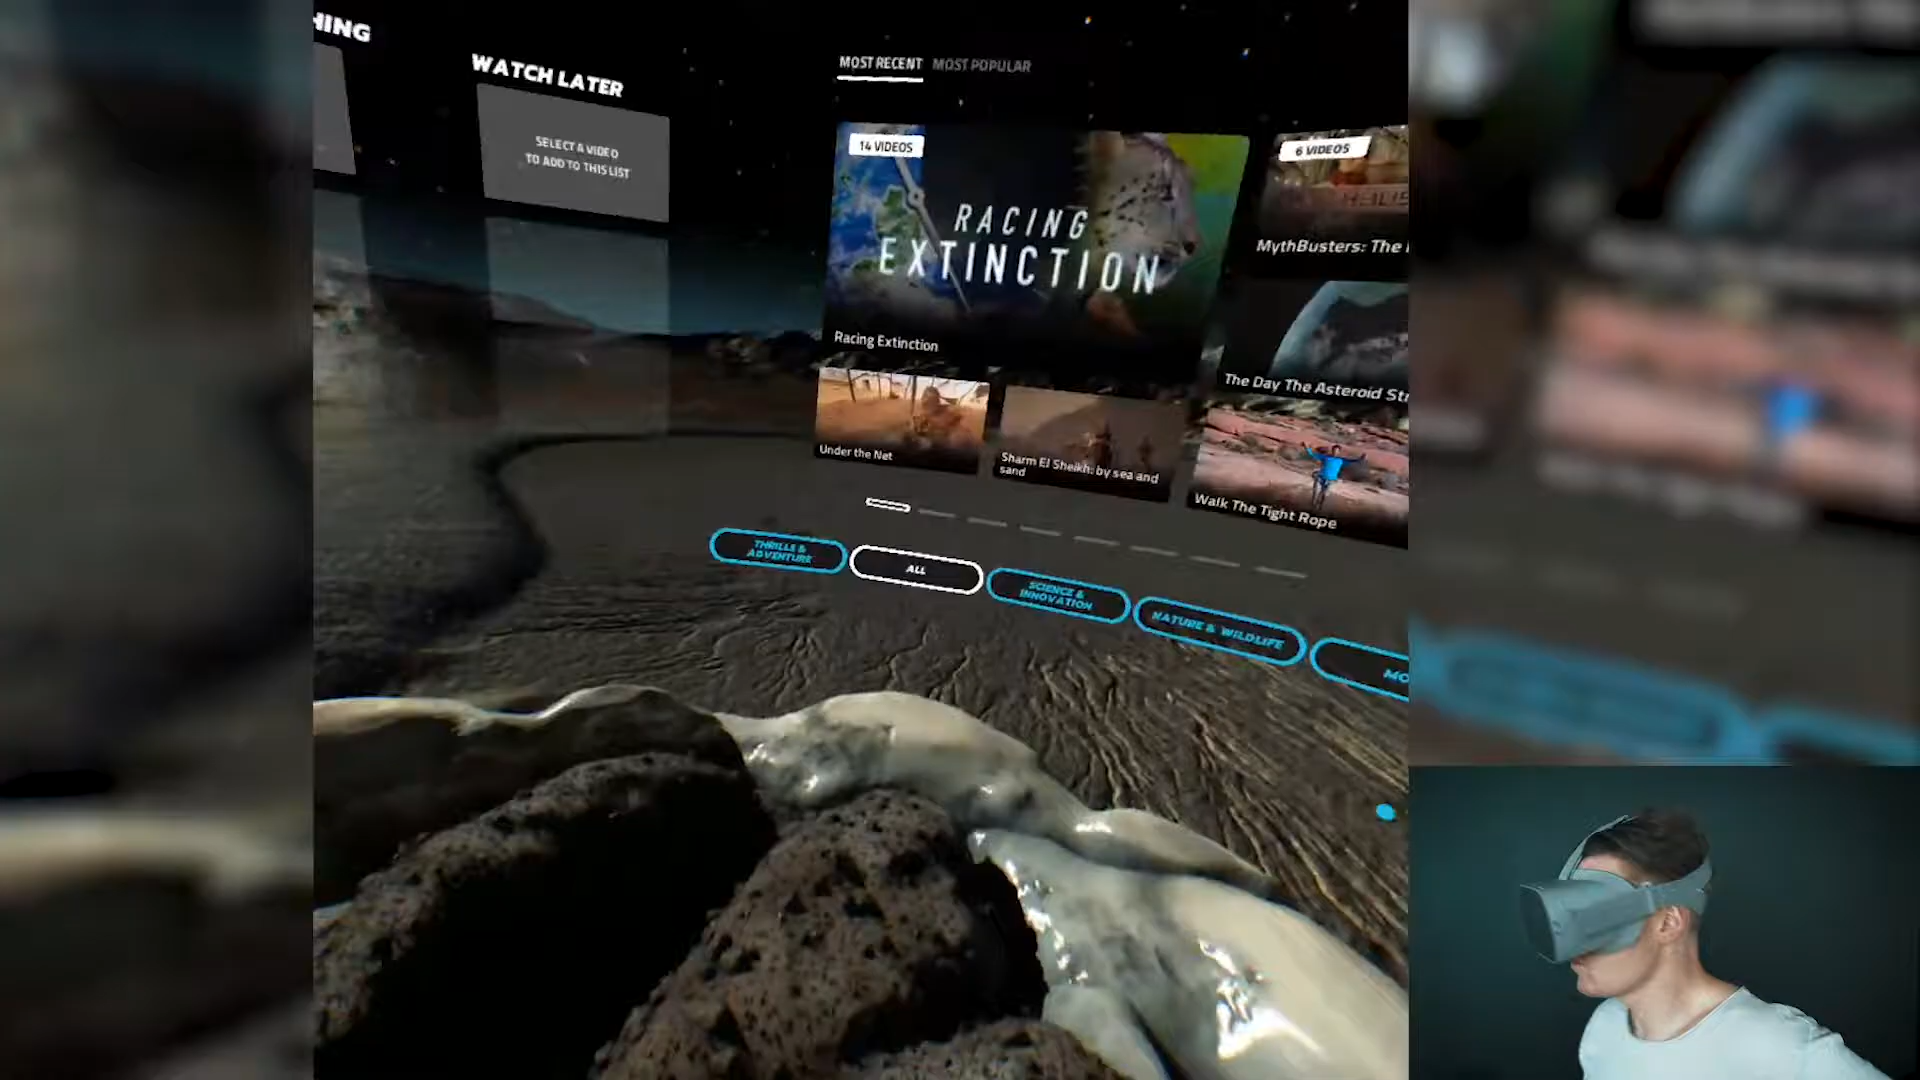 HING
WATCH LATER
SELECT A VIDEO
TO ADD TO THIS LIST
MOST RECENT MOST POPULAR
14 VIDEOS
RACING
EXTINCTION
Racing Extinction
6 VIDEOS
MythBusters: The
The Day The Asteroid Str
Under the Net
Sharm El Sheikh: by sea and
sand
Walk The Tight Rope
THRILLS &
ADVENTURE
ALL
SCIENCE &
INNOVATION
NATURE & WILDLIFE
MO